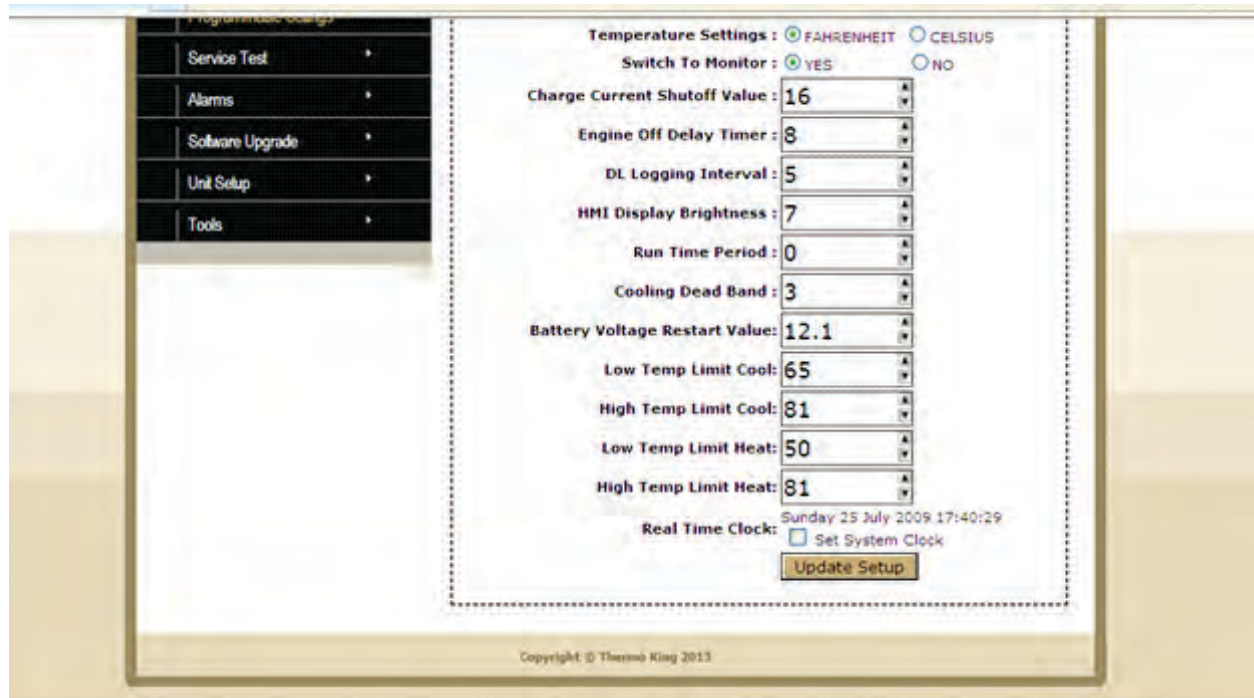 Service Test
Alarms
Software Upgrade
Unit Setup
Tools
Temperature Settings : FAHRENHEIT CELSIUS
Switch To Monitor : YES NO
Charge Current Shutoff Value : 16
Engine Off Delay Timer : 8
DL Logging Interval : 5
HMI Display Brightness : 7
Run Time Period : 0
Cooling Dead Band : 3
Battery Voltage Restart Value: 12.1
Low Temp Limit Cool: 65
High Temp Limit Cool: 81
Low Temp Limit Heat: 50
High Temp Limit Heat: 81
Real Time Clock: Sunday 25 July 2009 17:40:29
Set System Clock
Update Setup
Copyright © Thermo King 2013